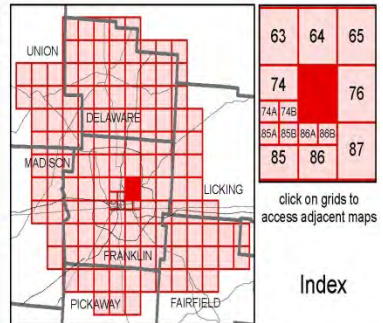 UNION
DELAWARE
MADISON
LICKING
FRANKLIN
PICKAWAY
FAIRFIELD
63 64 65
74 76
74A 74B
85A 85B 86A 86B
85 86 87
click on grids to
access adjacent maps
Index